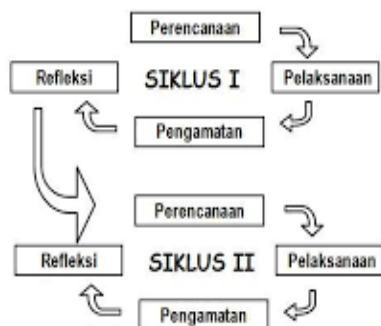 Perencanaan
Refleksi SIKLUS I Pelaksanaan
Pengamatan
Perencanaan
Refleksi SIKLUS II Pelaksanaan
Pengamatan